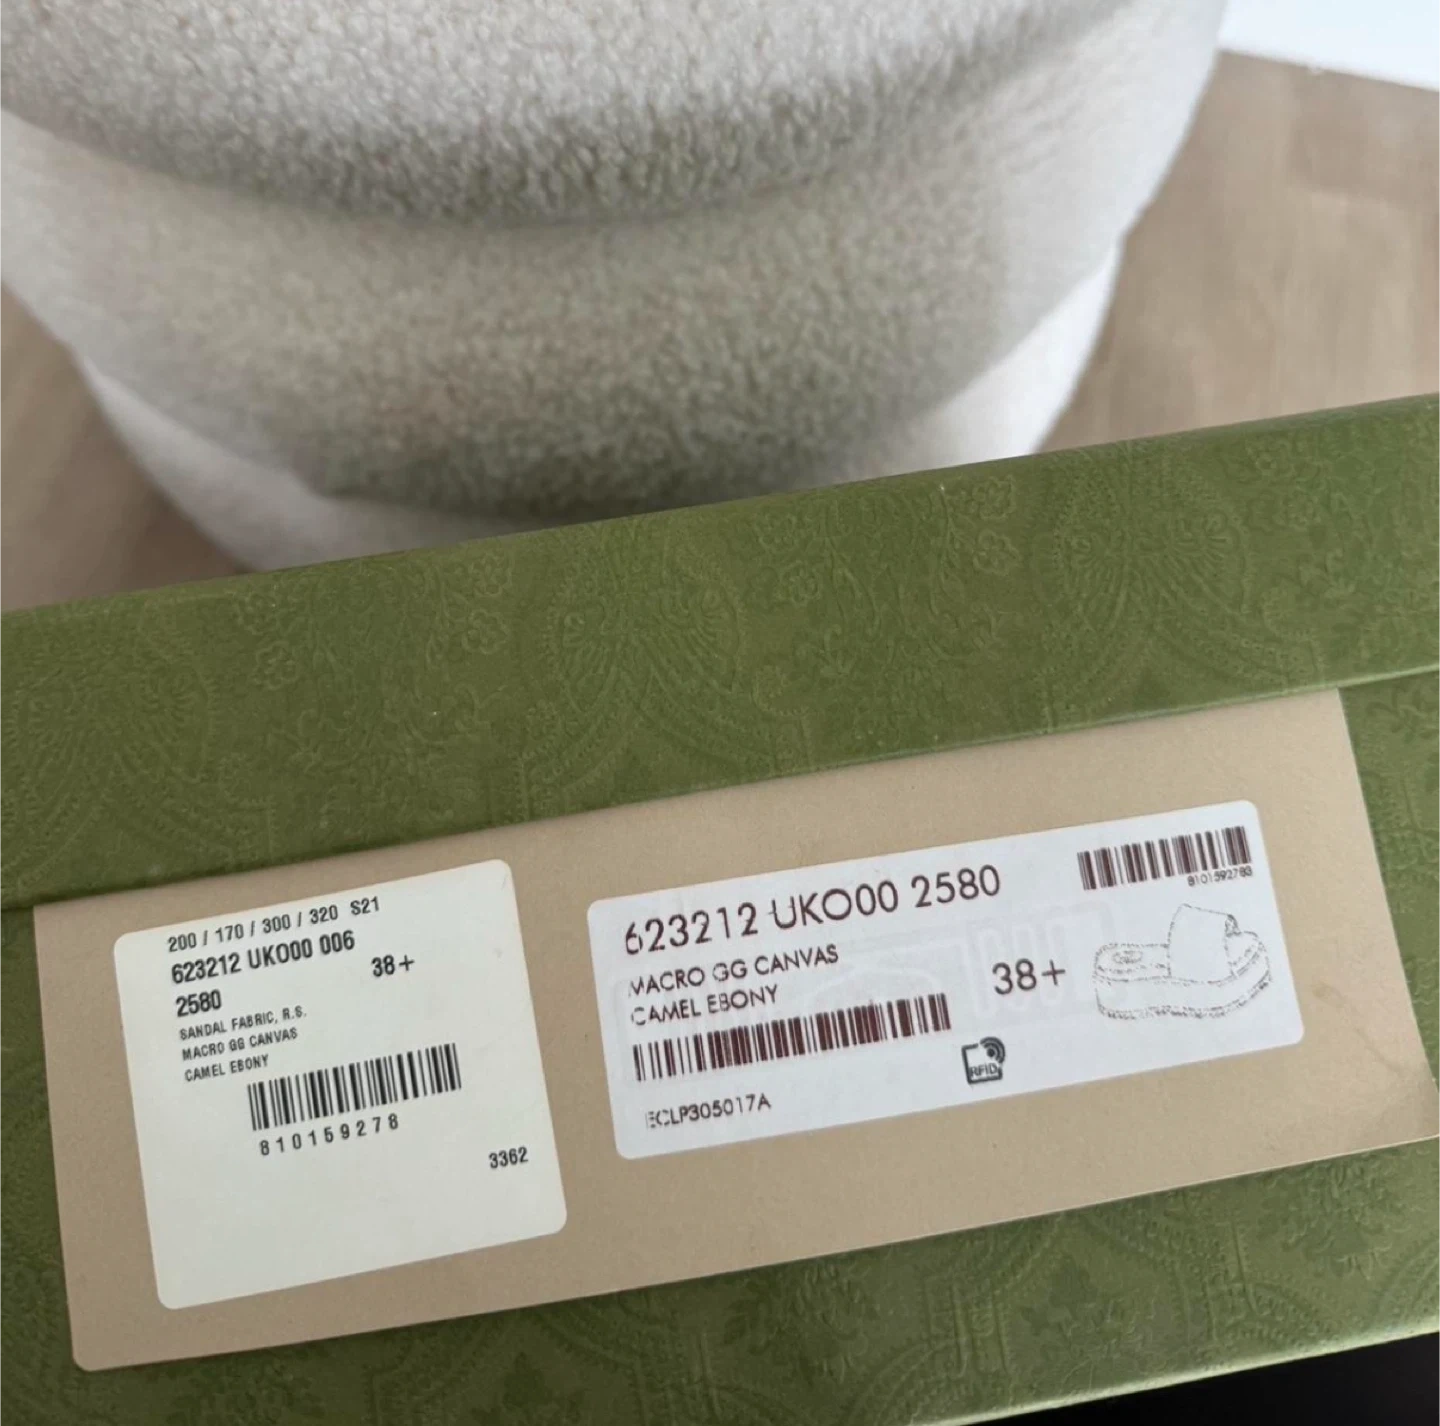 200 / 170 / 300 / 320 S21
623212 UKO00 006
38+
2580
SANDAL FABRIC, R.S.
MACRO GG CANVAS
CAMEL EBONY
810159278
3362
623212 UKO00 2580
8101592783
MACRO GG CANVAS
CAMEL EBONY
38+
RFID
ECLP305017A